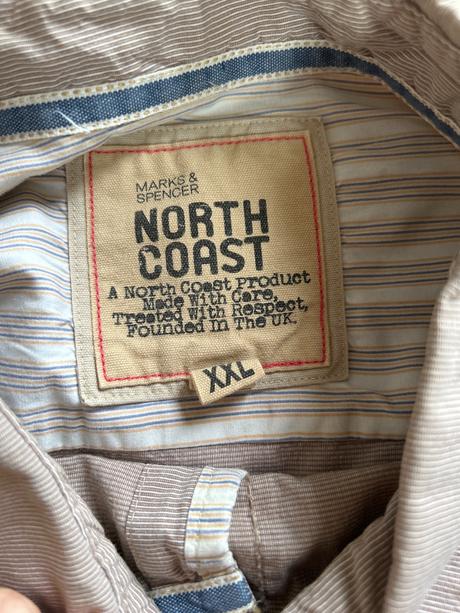 MARKS &
SPENCER
NORTH
COAST
A North Coast Product
Made With Care,
Treated With Respect,
Founded In The UK.
XXL